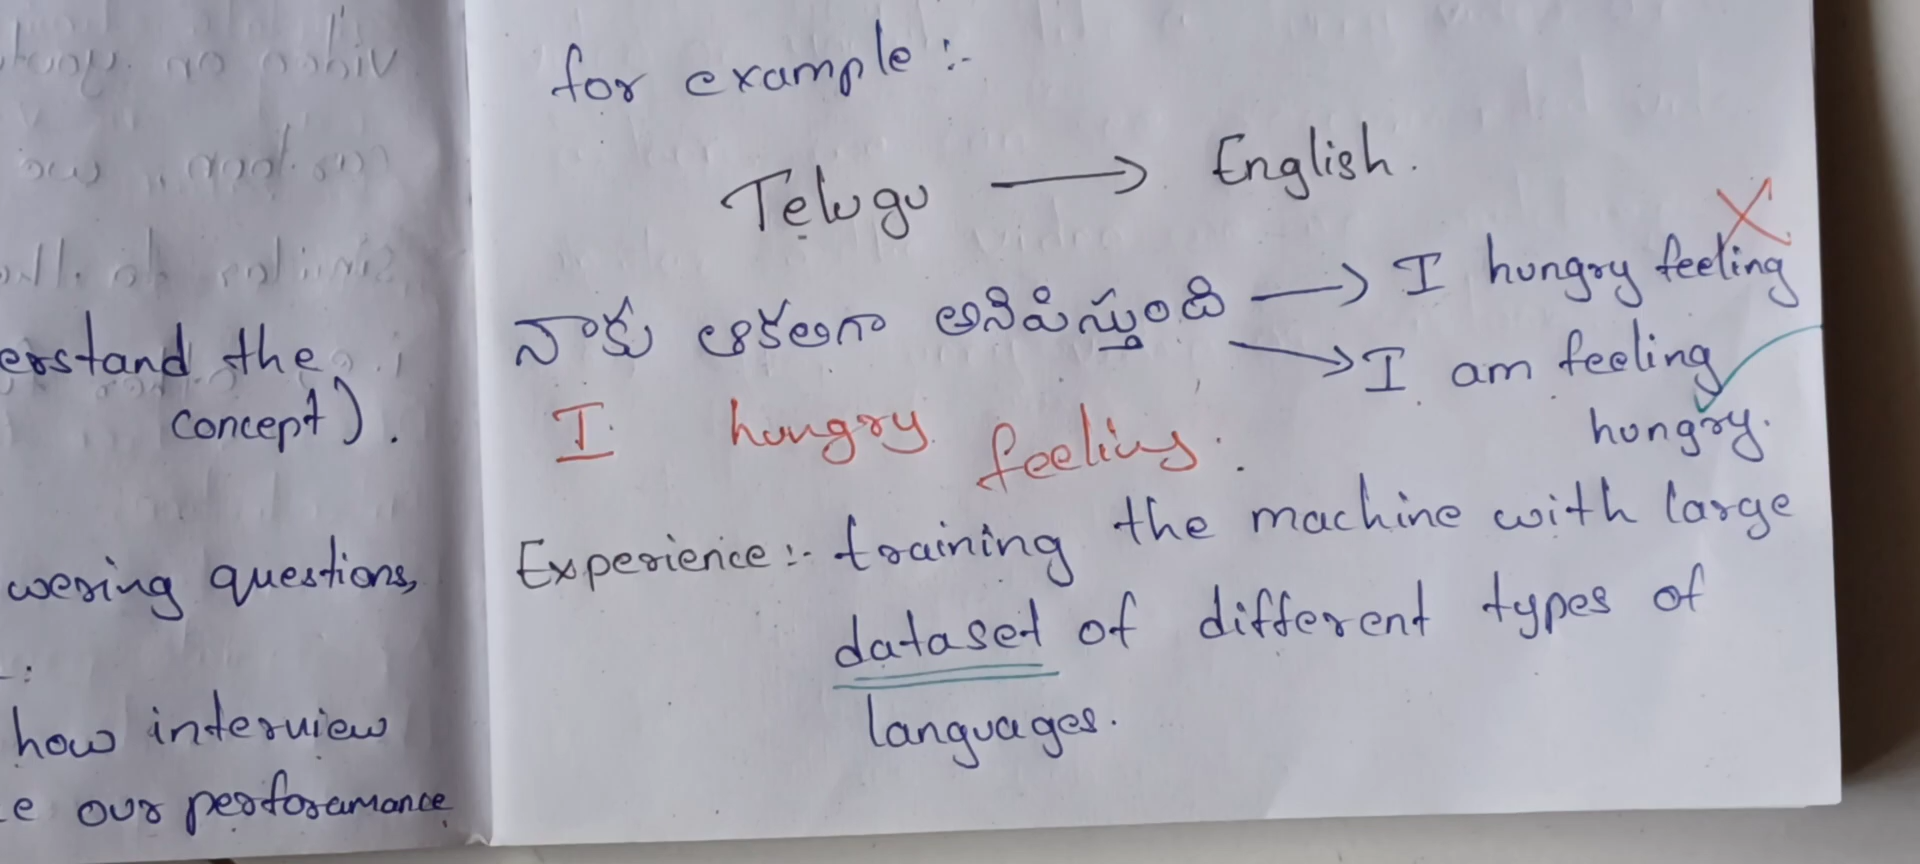 erstand the
concept).
wering questions,
how interview
e our perforamance
for example :-
Telugu → English.
నాకు ఆకలిగా అనిపిస్తుంది → I hungry feeling
→ I am feeling
hungry.
I hungry feeling.
Experience :- training the machine with large
dataset of different types of
languages.